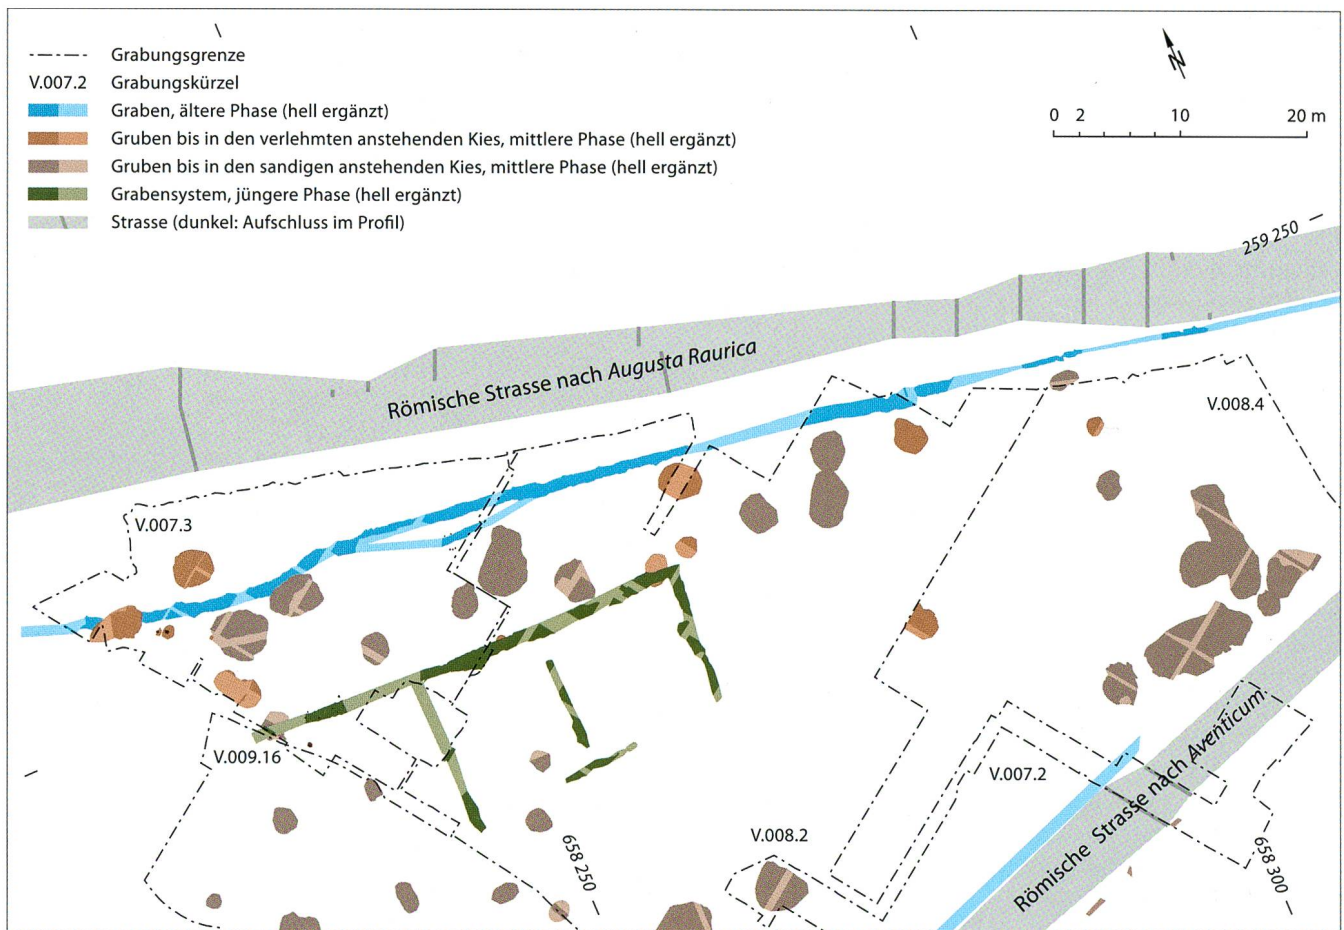 Grabungsgrenze
V.007.2 Grabungskürzel
Graben, ältere Phase (hell ergänzt)
Gruben bis in den verlehmten anstehenden Kies, mittlere Phase (hell ergänzt)
Gruben bis in den sandigen anstehenden Kies, mittlere Phase (hell ergänzt)
Grabensystem, jüngere Phase (hell ergänzt)
Strasse (dunkel: Aufschluss im Profil)
N
0 2 10 20 m
259 250
Römische Strasse nach Augusta Raurica
V.008.4
V.007.3
V.009.16
V.007.2
Römische Strasse nach Aventicum
V.008.2
658 250
658 300